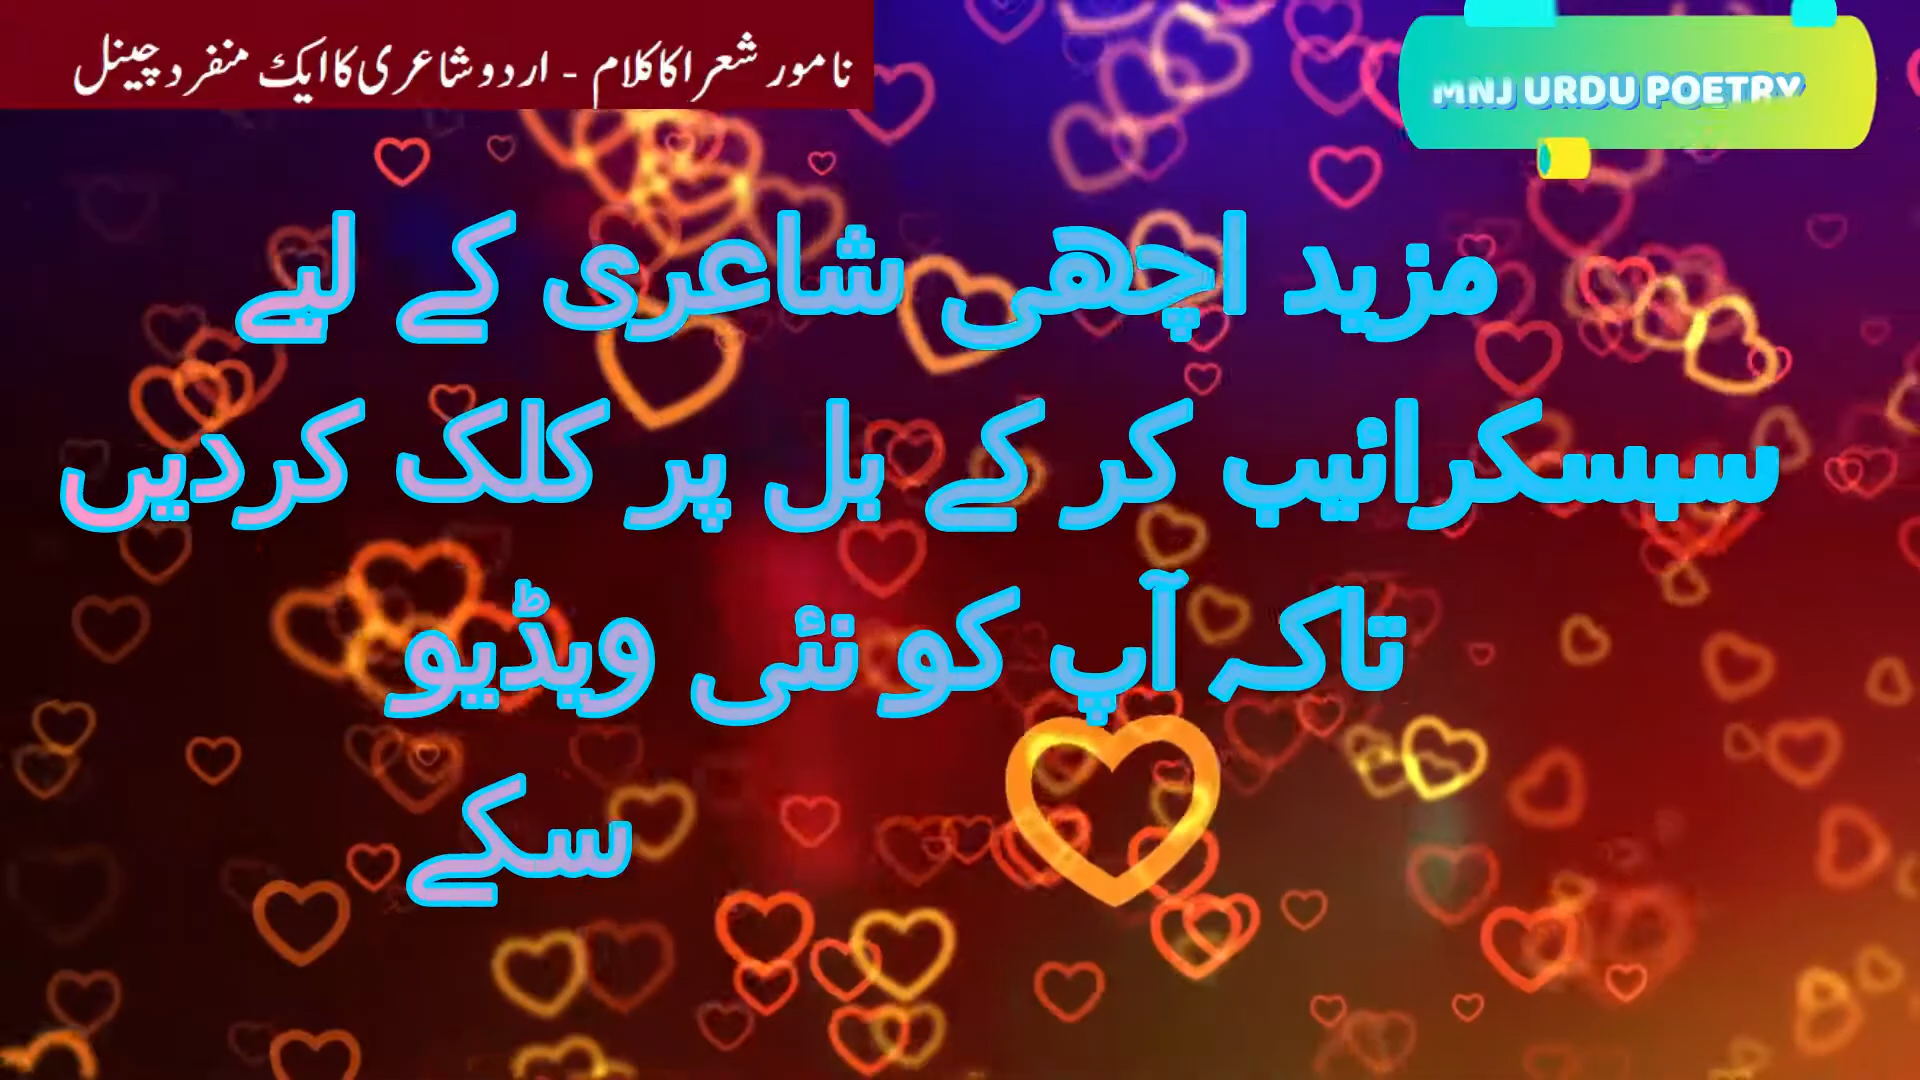 نامور شعرا کا کلام - اردو شاعری کا ایک منفرد چینل
MNJ URDU POETRY
مزید اچھی شاعری کے لیے
سبسکرائیب کر کے بل پر کلک کردیں
تاکہ آپ کو نئی ویڈیو
سکے